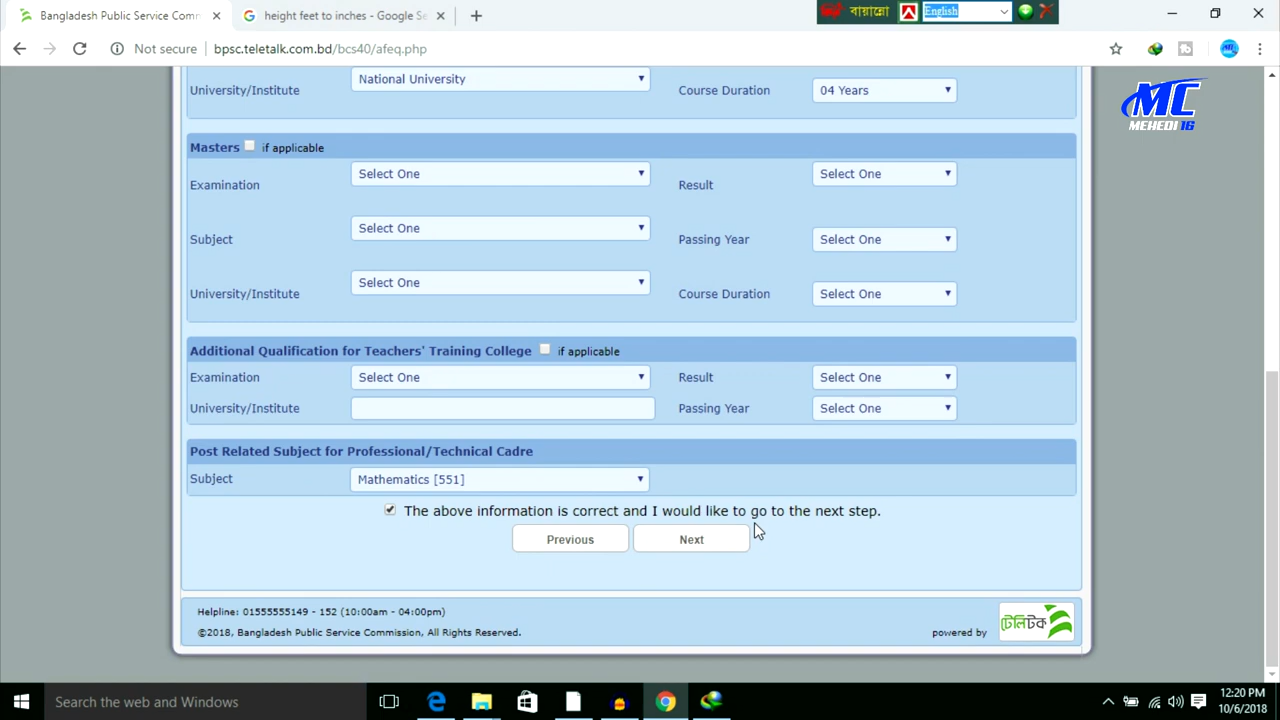 Bangladesh Public Service Comm
height feet to inches - Google Se
বায়ান্নো
English
Not secure
bpsc.teletalk.com.bd/bcs40/afeq.php
MC
MEHEDI 16
University/Institute
National University
Course Duration
04 Years
Masters
if applicable
Examination
Select One
Result
Select One
Subject
Select One
Passing Year
Select One
University/Institute
Select One
Course Duration
Select One
Additional Qualification for Teachers' Training College
if applicable
Examination
Select One
Result
Select One
University/Institute
Passing Year
Select One
Post Related Subject for Professional/Technical Cadre
Subject
Mathematics [551]
The above information is correct and I would like to go to the next step.
Previous
Next
Helpline: 01555555149 - 152 (10:00am - 04:00pm)
©2018, Bangladesh Public Service Commission, All Rights Reserved.
powered by
টেলিটক
Search the web and Windows
12:20 PM
10/6/2018